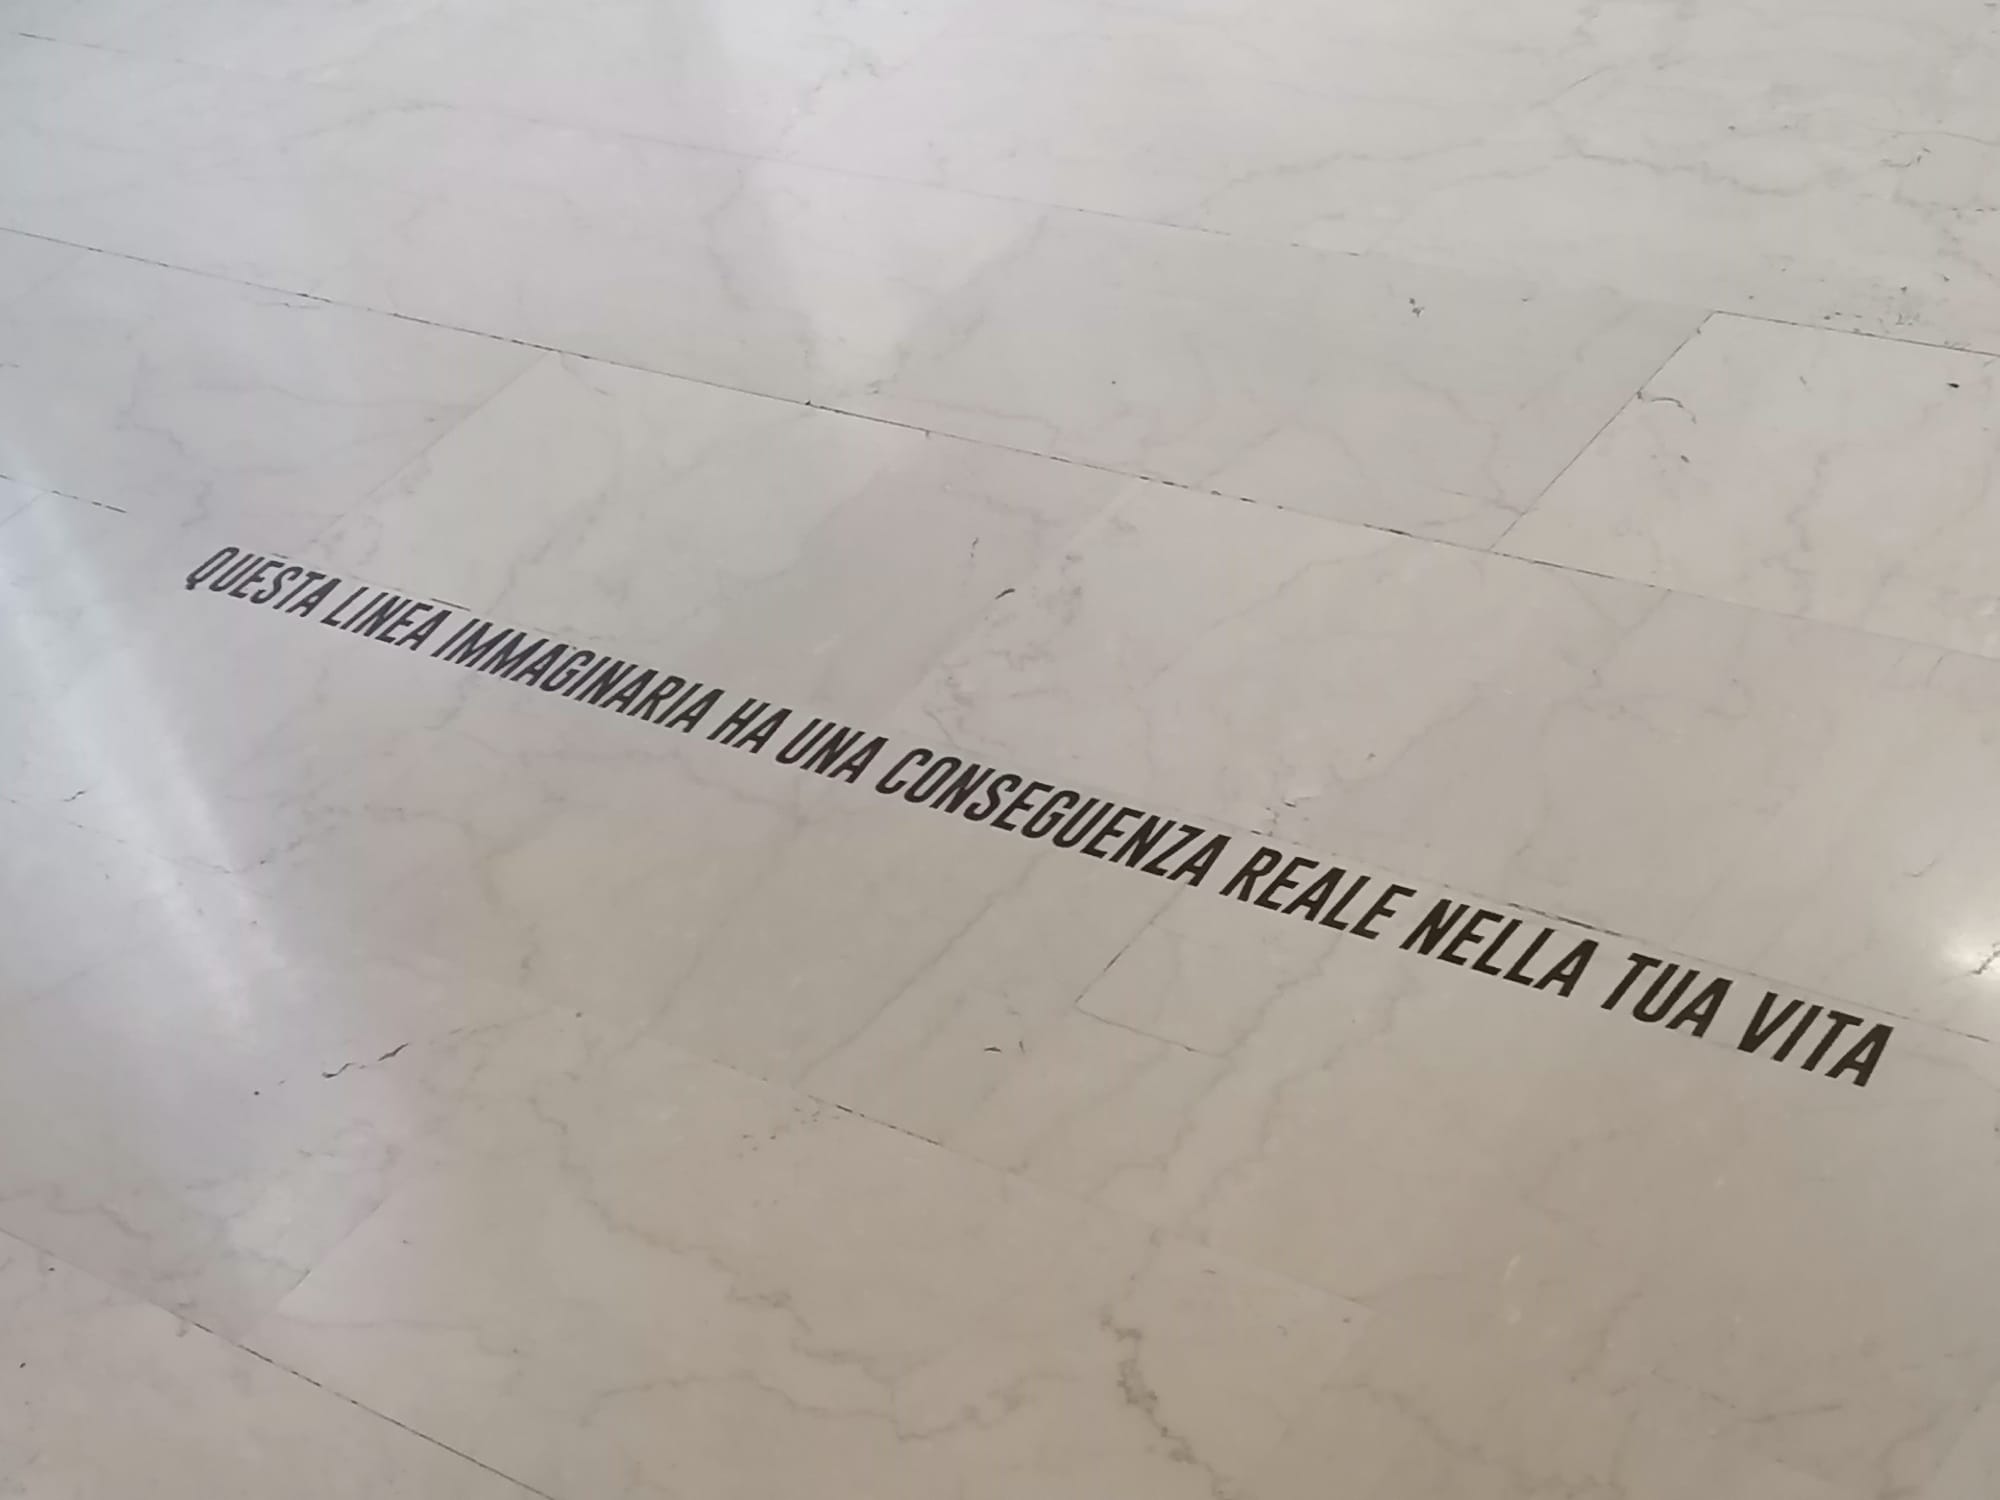 QUESTA LINEA IMMAGINARIA HA UNA CONSEGUENZA REALE NELLA TUA VITA